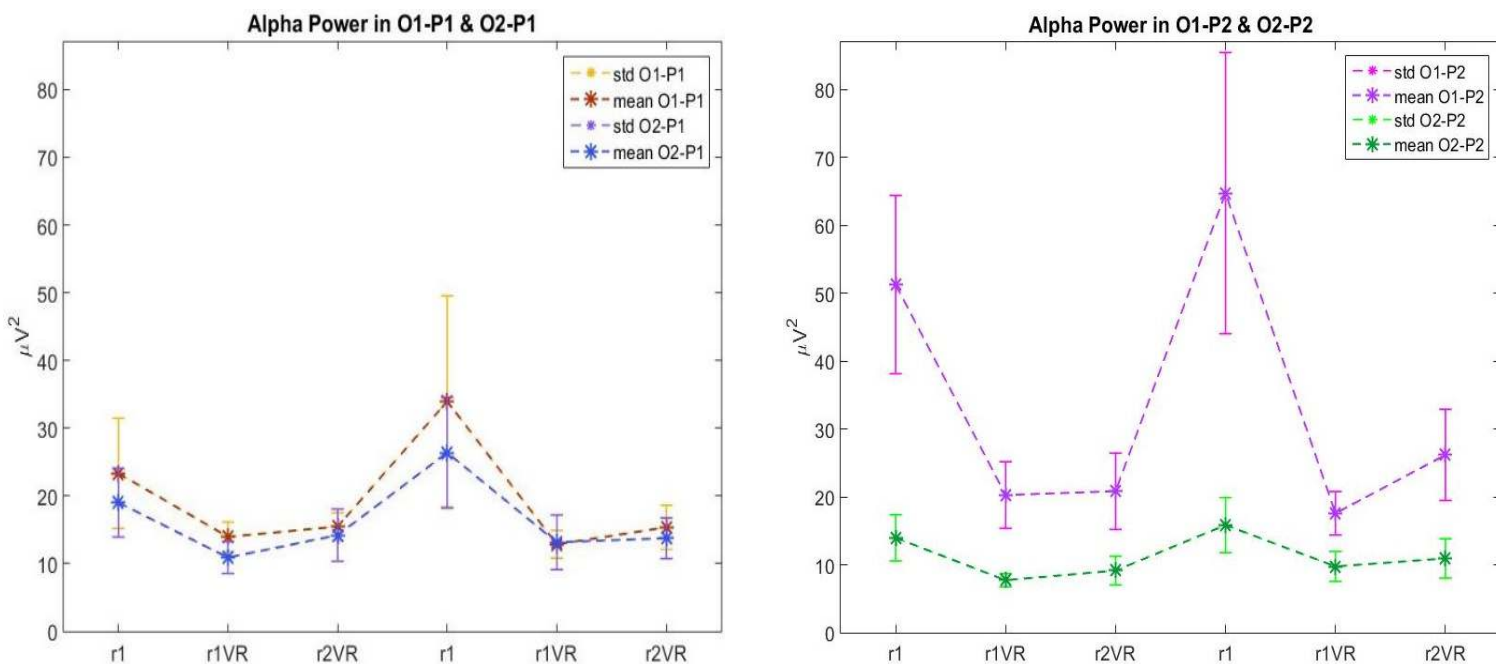 Alpha Power in O1-P1 & O2-P1
std O1-P1
mean O1-P1
std O2-P1
mean O2-P1
80
70
60
50
40
30
20
10
0
μV²
r1 r1VR r2VR r1 r1VR r2VR
Alpha Power in O1-P2 & O2-P2
std O1-P2
mean O1-P2
std O2-P2
mean O2-P2
80
70
60
50
40
30
20
10
0
μV²
r1 r1VR r2VR r1 r1VR r2VR